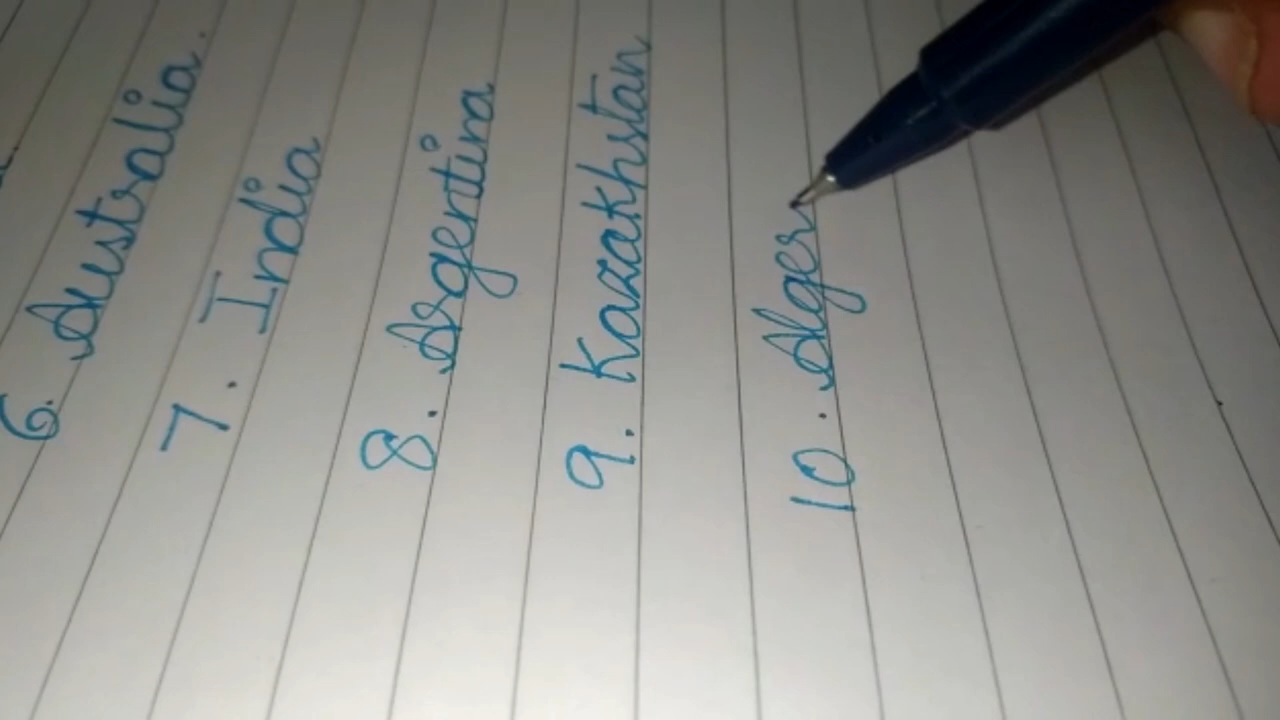 6. Australia.
7. India
8. Argentina
9. Kazakhstan
10. Alger